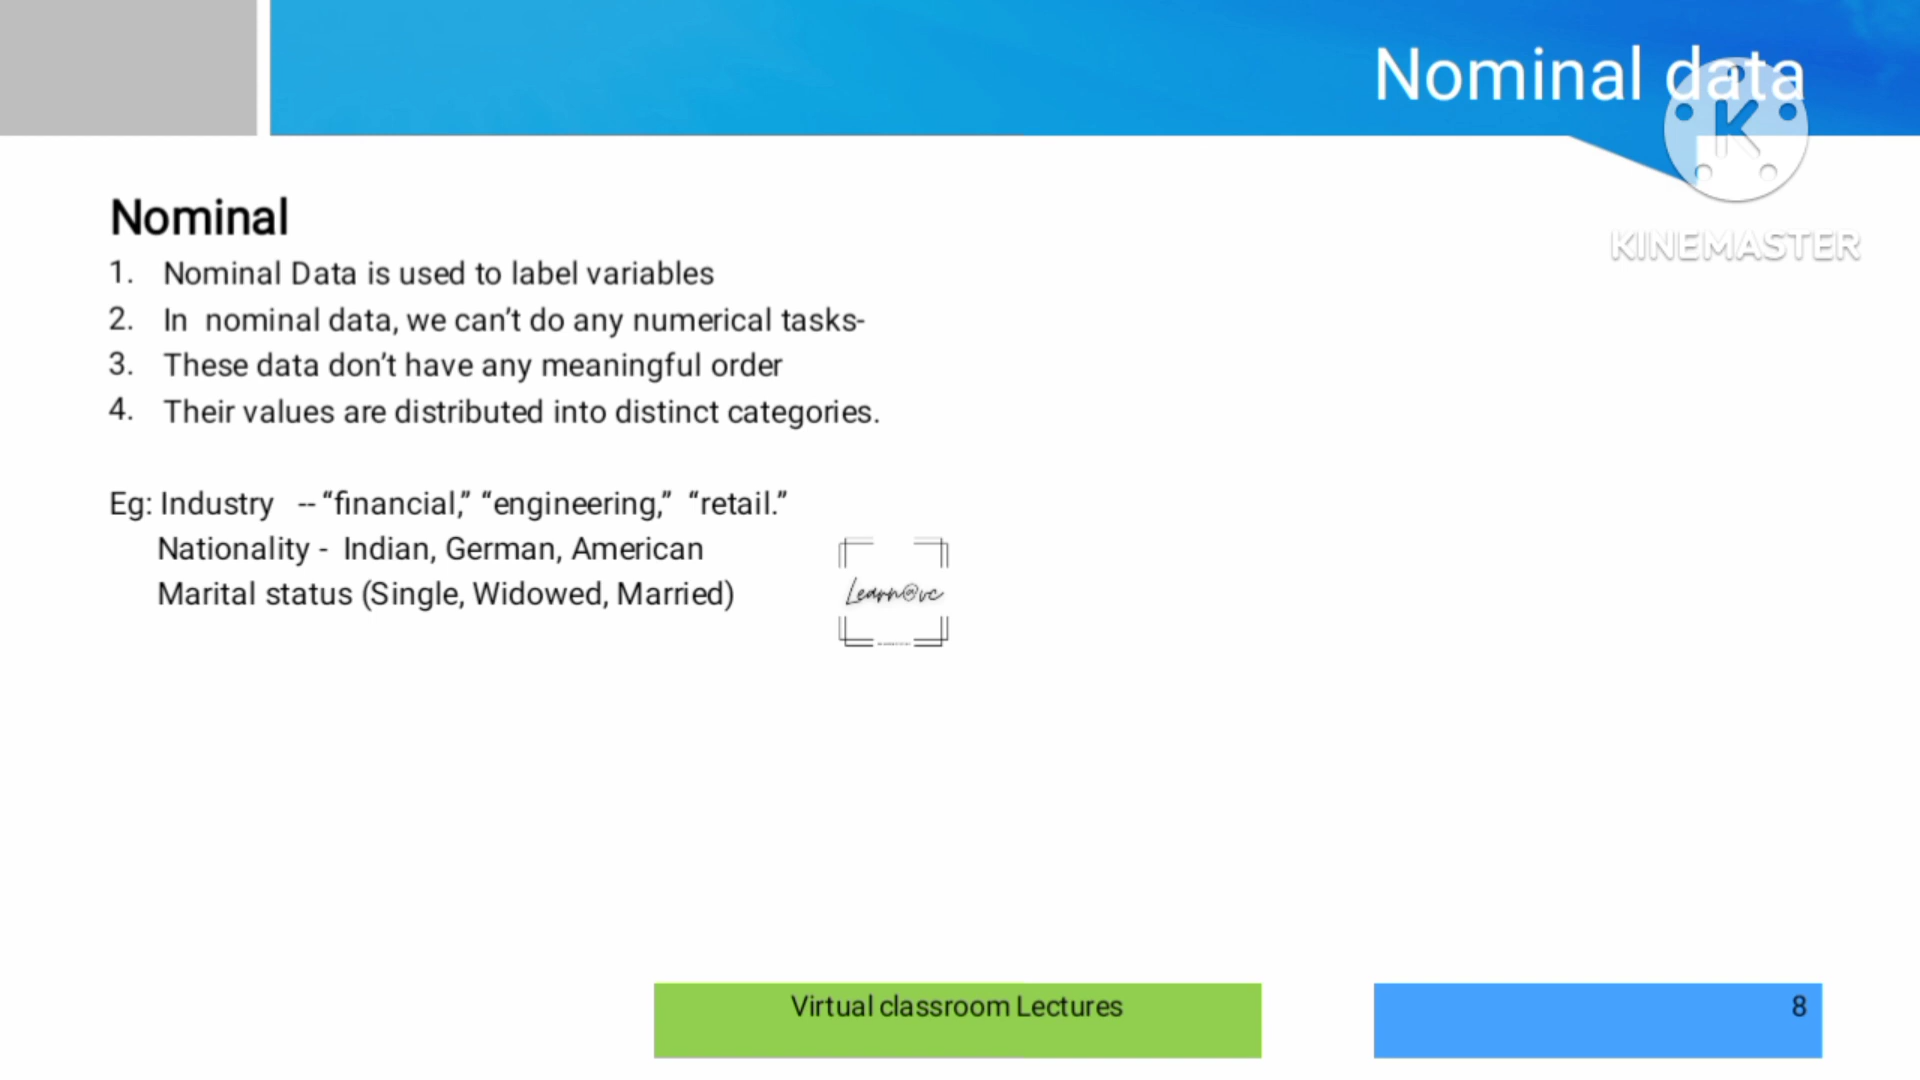 Nominal data
K
KINEMASTER
Nominal
1. Nominal Data is used to label variables
2. In nominal data, we can’t do any numerical tasks-
3. These data don’t have any meaningful order
4. Their values are distributed into distinct categories.
Eg: Industry -- “financial,” “engineering,” “retail.”
Nationality - Indian, German, American
Marital status (Single, Widowed, Married)
Learn@vc
Virtual classroom Lectures
8